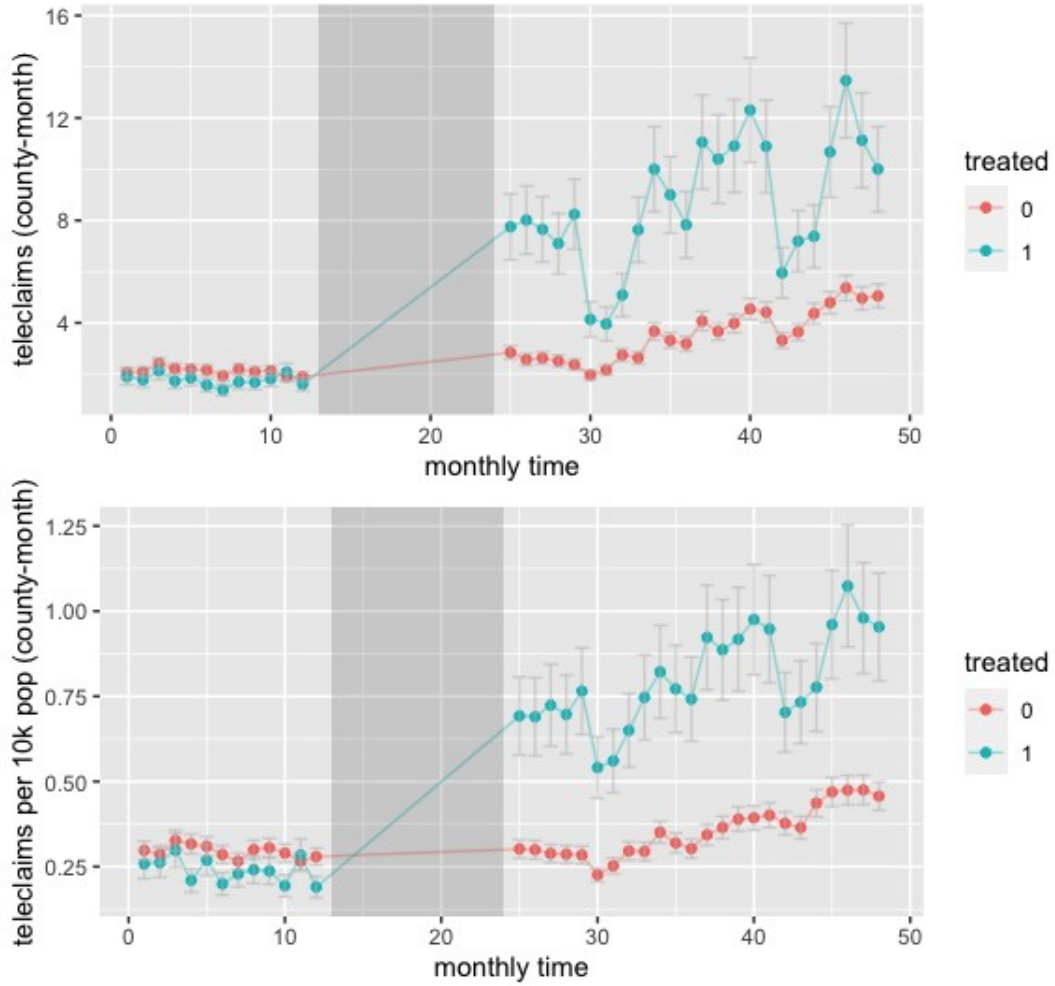 16
12
8
4
teleclaims (county-month)
0 10 20 30 40 50
monthly time
treated
0
1
1.25
1.00
0.75
0.50
0.25
teleclaims per 10k pop (county-month)
0 10 20 30 40 50
monthly time
treated
0
1